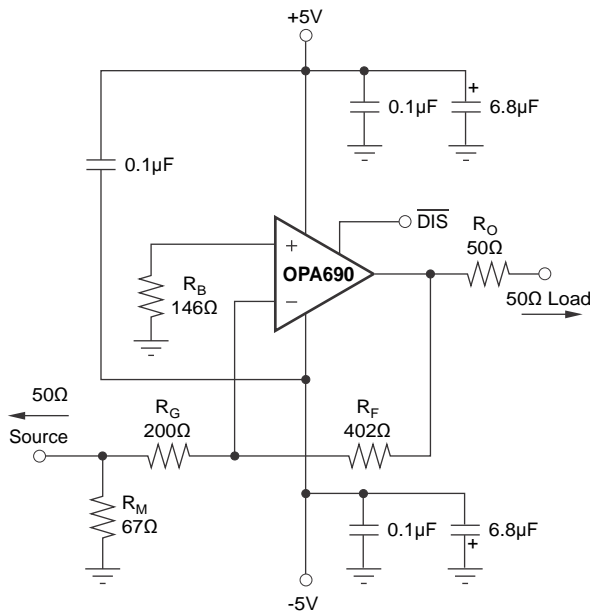 +5V
+
0.1µF
6.8µF
0.1µF
DIS
+
OPA690
−
R_O
50Ω
R_B
146Ω
50Ω Load
50Ω
Source
R_G
200Ω
R_F
402Ω
R_M
67Ω
0.1µF
6.8µF
+
-5V